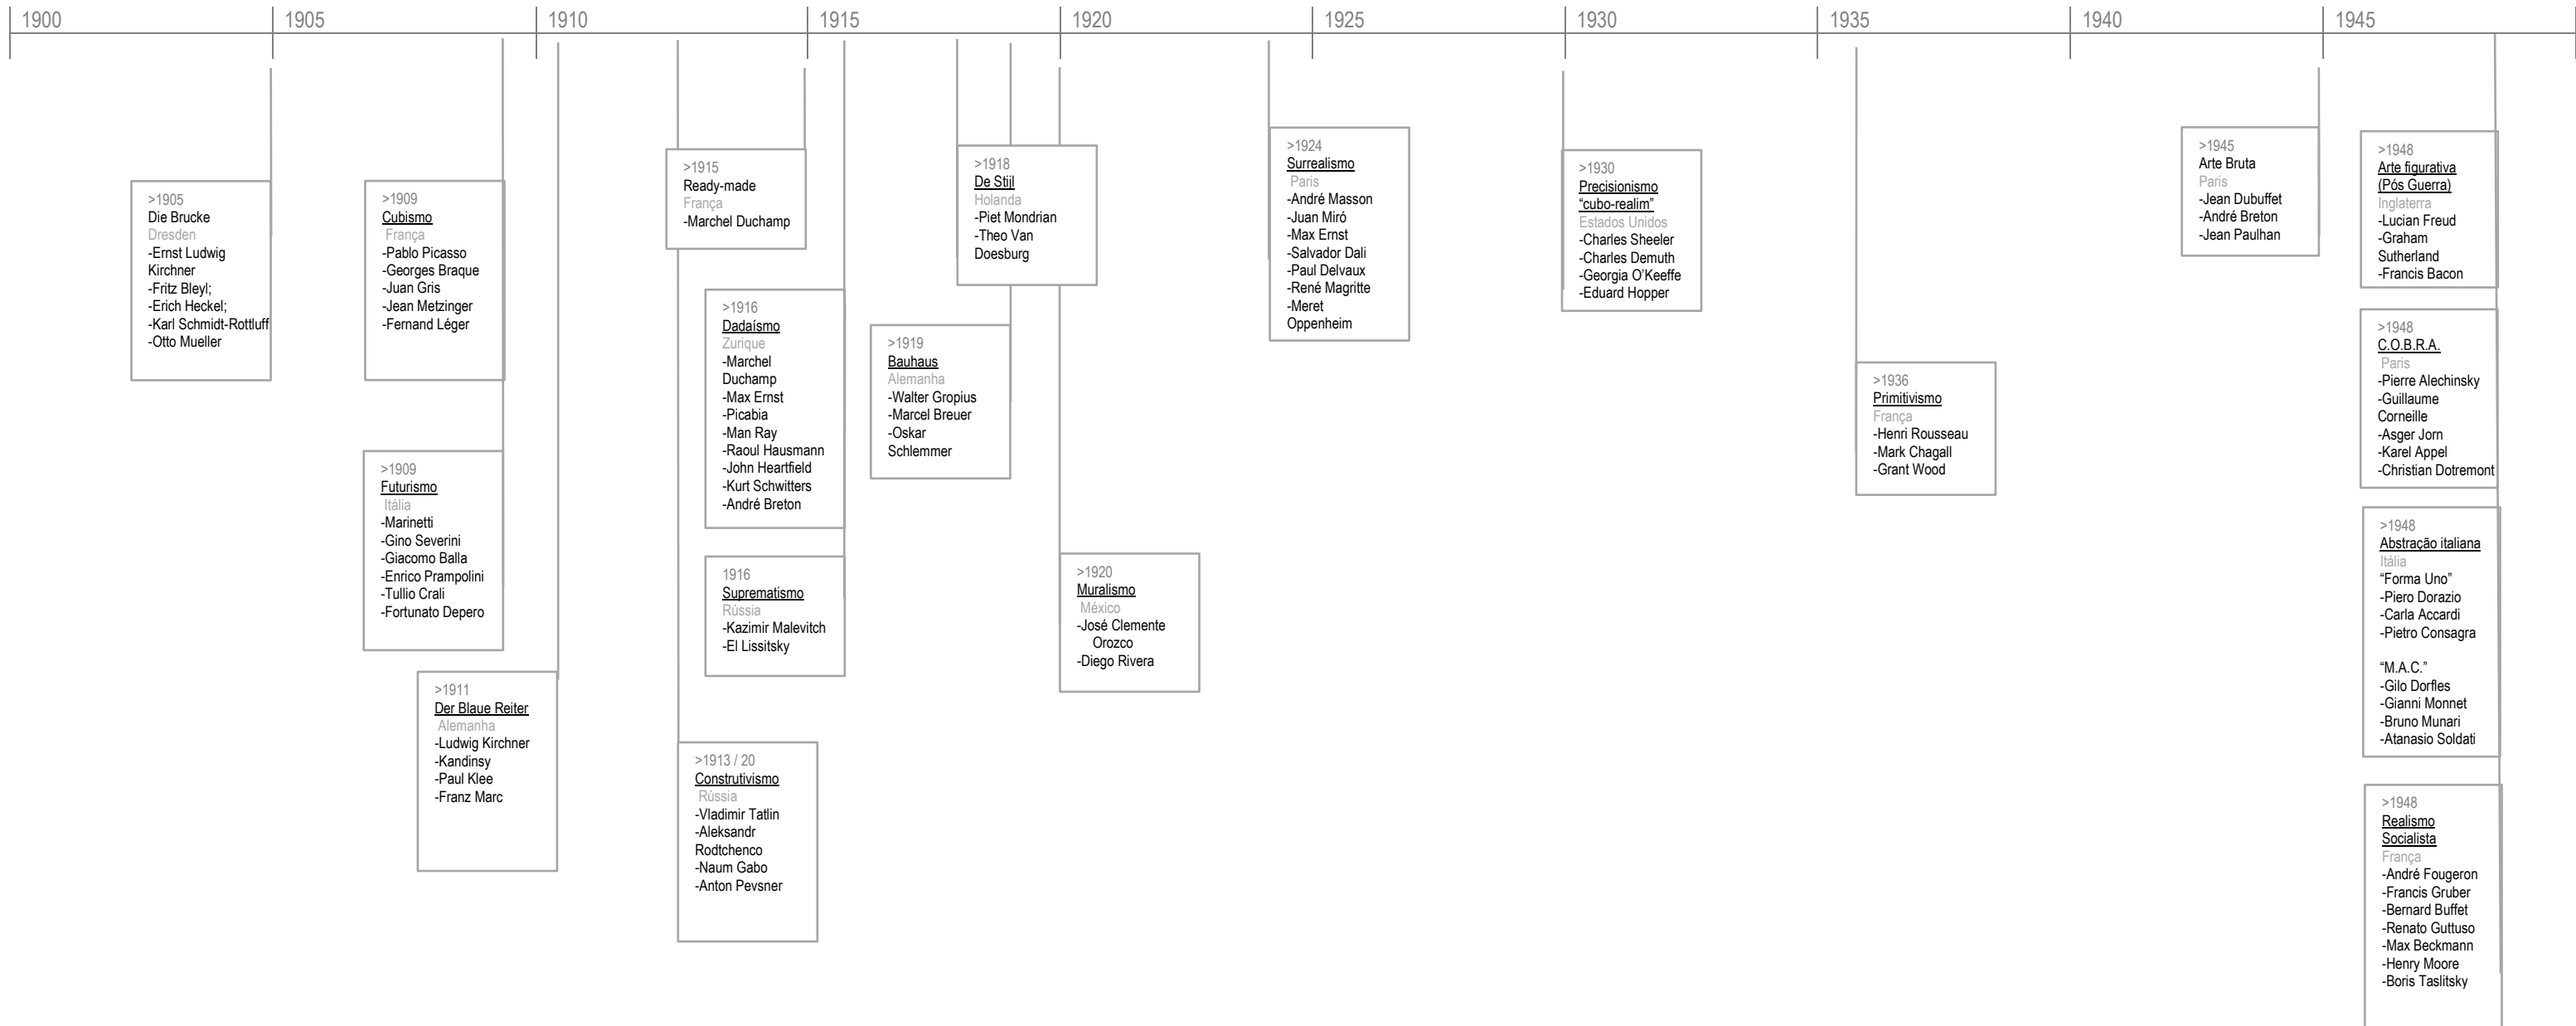 1900
1905
1910
1915
1920
1925
1930
1935
1940
1945
>1905
Die Brucke
Dresden
-Ernst Ludwig
Kirchner
-Fritz Bleyl;
-Erich Heckel;
-Karl Schmidt-Rottluff
-Otto Mueller
>1909
Cubismo
França
-Pablo Picasso
-Georges Braque
-Juan Gris
-Jean Metzinger
-Fernand Léger
>1909
Futurismo
Itália
-Marinetti
-Gino Severini
-Giacomo Balla
-Enrico Prampolini
-Tullio Crali
-Fortunato Depero
>1911
Der Blaue Reiter
Alemanha
-Ludwig Kirchner
-Kandinsy
-Paul Klee
-Franz Marc
>1915
Ready-made
França
-Marchel Duchamp
>1916
Dadaísmo
Zurique
-Marchel
Duchamp
-Max Ernst
-Picabia
-Man Ray
-Raoul Hausmann
-John Heartfield
-Kurt Schwitters
-André Breton
1916
Suprematismo
Rússia
-Kazimir Malevitch
-El Lissitsky
>1913 / 20
Construtivismo
Rússia
-Vladimir Tatlin
-Aleksandr
Rodtchenco
-Naum Gabo
-Anton Pevsner
>1918
De Stijl
Holanda
-Piet Mondrian
-Theo Van
Doesburg
>1919
Bauhaus
Alemanha
-Walter Gropius
-Marcel Breuer
-Oskar
Schlemmer
>1920
Muralismo
México
-José Clemente
Orozco
-Diego Rivera
>1924
Surrealismo
Paris
-André Masson
-Juan Miró
-Max Ernst
-Salvador Dali
-Paul Delvaux
-René Magritte
-Meret
Oppenheim
>1930
Precisionismo
“cubo-realim”
Estados Unidos
-Charles Sheeler
-Charles Demuth
-Georgia O'Keeffe
-Eduard Hopper
>1936
Primitivismo
França
-Henri Rousseau
-Mark Chagall
-Grant Wood
>1945
Arte Bruta
Paris
-Jean Dubuffet
-André Breton
-Jean Paulhan
>1948
Arte figurativa
(Pós Guerra)
Inglaterra
-Lucian Freud
-Graham
Sutherland
-Francis Bacon
>1948
C.O.B.R.A.
Paris
-Pierre Alechinsky
-Guillaume
Corneille
-Asger Jorn
-Karel Appel
-Christian Dotremont
>1948
Abstração italiana
Itália
“Forma Uno”
-Piero Dorazio
-Carla Accardi
-Pietro Consagra
“M.A.C.”
-Gilo Dorfles
-Gianni Monnet
-Bruno Munari
-Atanasio Soldati
>1948
Realismo
Socialista
França
-André Fougeron
-Francis Gruber
-Bernard Buffet
-Renato Guttuso
-Max Beckmann
-Henry Moore
-Boris Taslitsky